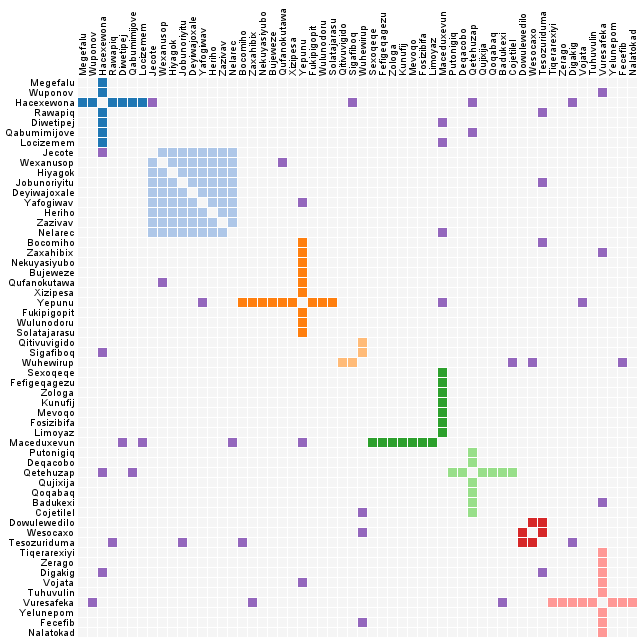 Megefalu
Wuponov
Hacexewona
Rawapiq
Diwetipej
Qabumimijove
Locizemem
Jecote
Wexanusop
Hiyagok
Jobunoriyitu
Deyiwajoxale
Yafogiwav
Heriho
Zazivav
Nelarec
Bocomiho
Zaxahibix
Nekuyasiyubo
Bujeweze
Qufanokutawa
Xizipesa
Yepunu
Fukipigopit
Wulunodoru
Solatajarasu
Qitivuvigido
Sigafiboq
Wuhewirup
Sexoqeqe
Fefigeqagezu
Zologa
Kunufij
Mevoqo
Fosizibifa
Limoyaz
Maceduxevun
Putonigiq
Deqacobo
Qetehuzap
Qujixija
Qoqabaq
Badukexi
Cojetilel
Dowulewedilo
Wesocaxo
Tesozuriduma
Tiqerarexiyi
Zerago
Digakig
Vojata
Tuhuvulin
Vuresafeka
Yelunepom
Fecefib
Nalatokad
Megefalu
Wuponov
Hacexewona
Rawapiq
Diwetipej
Qabumimijove
Locizemem
Jecote
Wexanusop
Hiyagok
Jobunoriyitu
Deyiwajoxale
Yafogiwav
Heriho
Zazivav
Nelarec
Bocomiho
Zaxahibix
Nekuyasiyubo
Bujeweze
Qufanokutawa
Xizipesa
Yepunu
Fukipigopit
Wulunodoru
Solatajarasu
Qitivuvigido
Sigafiboq
Wuhewirup
Sexoqeqe
Fefigeqagezu
Zologa
Kunufij
Mevoqo
Fosizibifa
Limoyaz
Maceduxevun
Putonigiq
Deqacobo
Qetehuzap
Qujixija
Qoqabaq
Badukexi
Cojetilel
Dowulewedilo
Wesocaxo
Tesozuriduma
Tiqerarexiyi
Zerago
Digakig
Vojata
Tuhuvulin
Vuresafeka
Yelunepom
Fecefib
Nalatokad